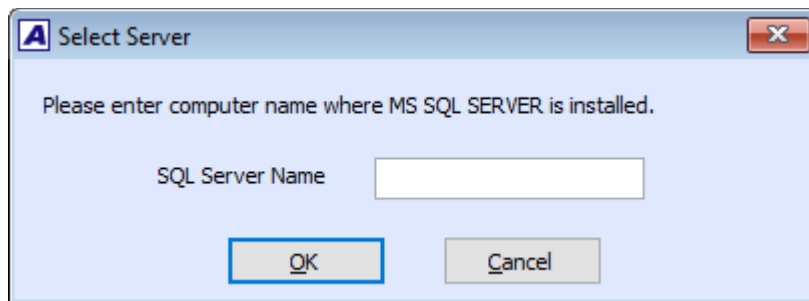 A Select Server
Please enter computer name where MS SQL SERVER is installed.
SQL Server Name
OK Cancel